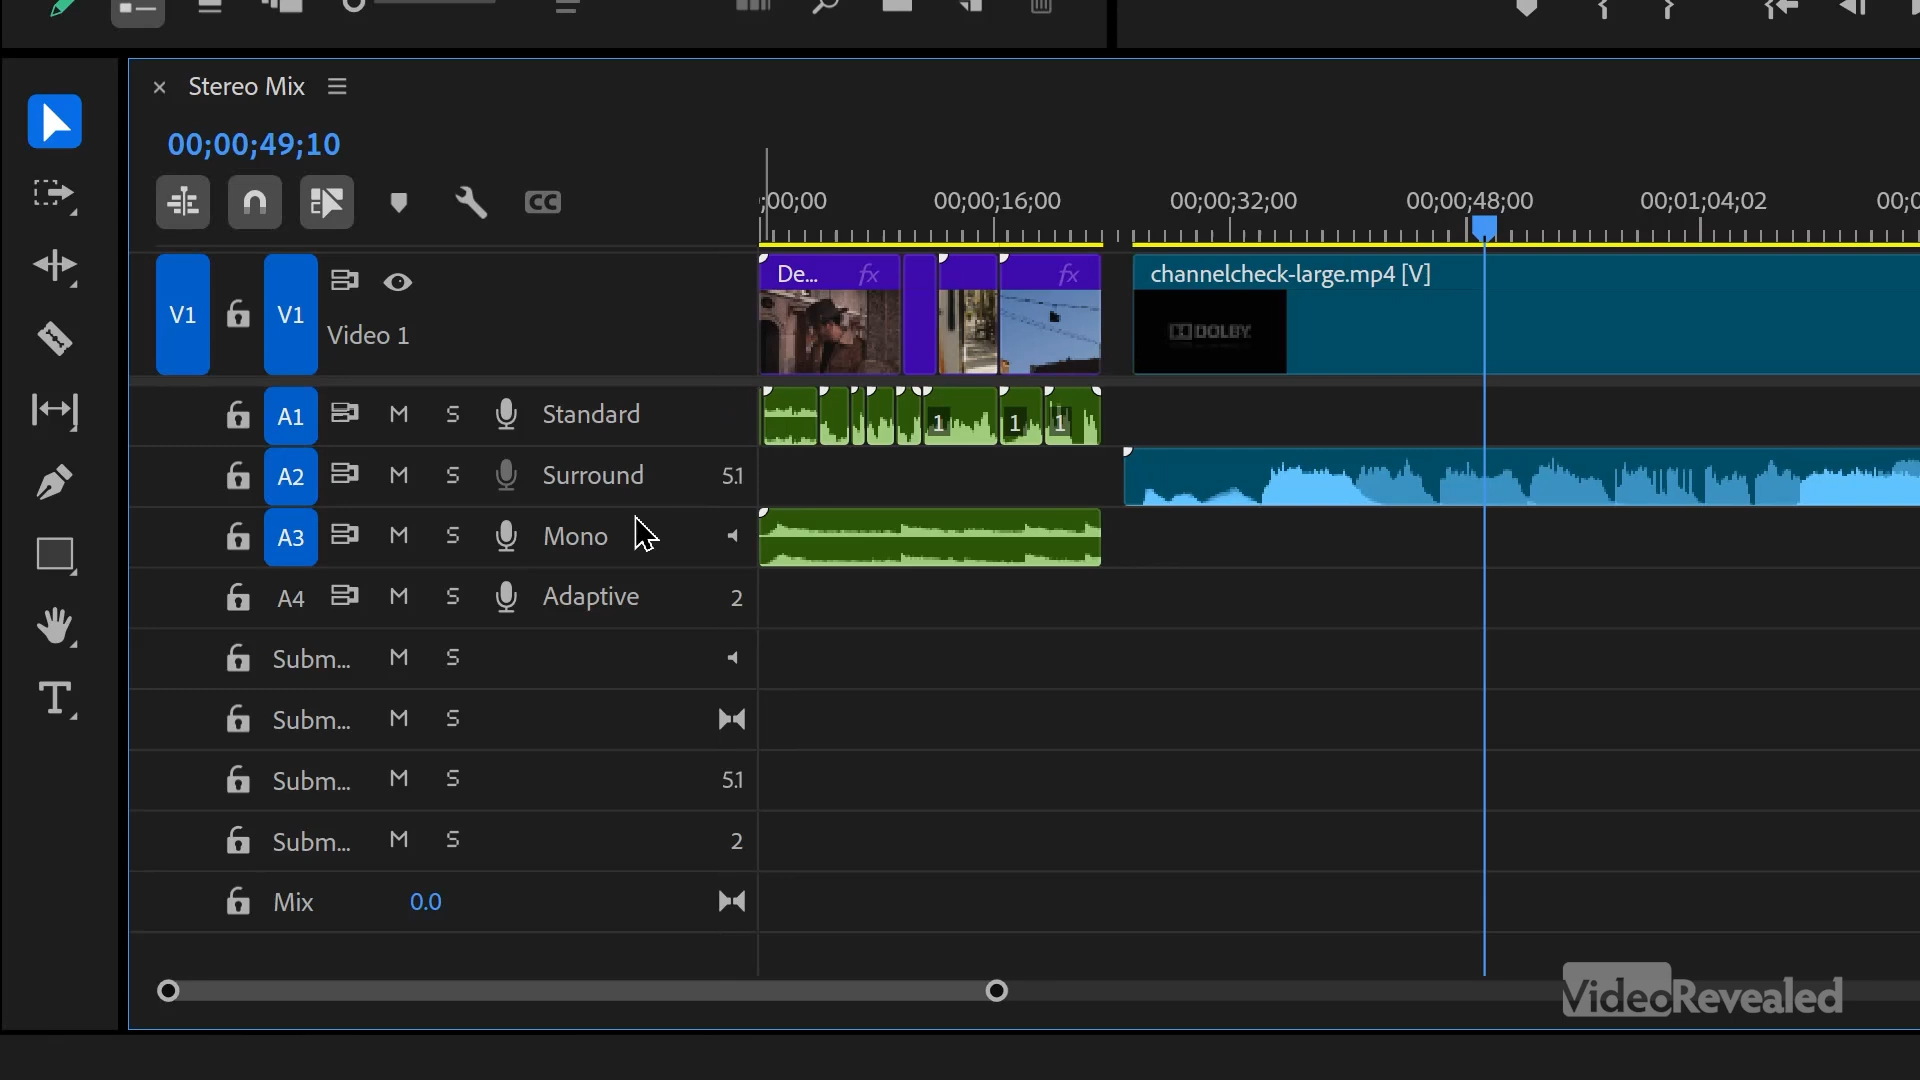 Stereo Mix
00;00;49;10
;00;00 00;00;16;00 00;00;32;00 00;00;48;00 00;01;04;02 00;0
V1 V1 Video 1
De... fx fx channelcheck-large.mp4 [V]
DOLBY
A1 M S Standard 1 1 1
A2 M S Surround 5.1
A3 M S Mono
A4 M S Adaptive 2
Subm... M S
Subm... M S
Subm... M S 5.1
Subm... M S 2
Mix 0.0
CC
T
VideoRevealed